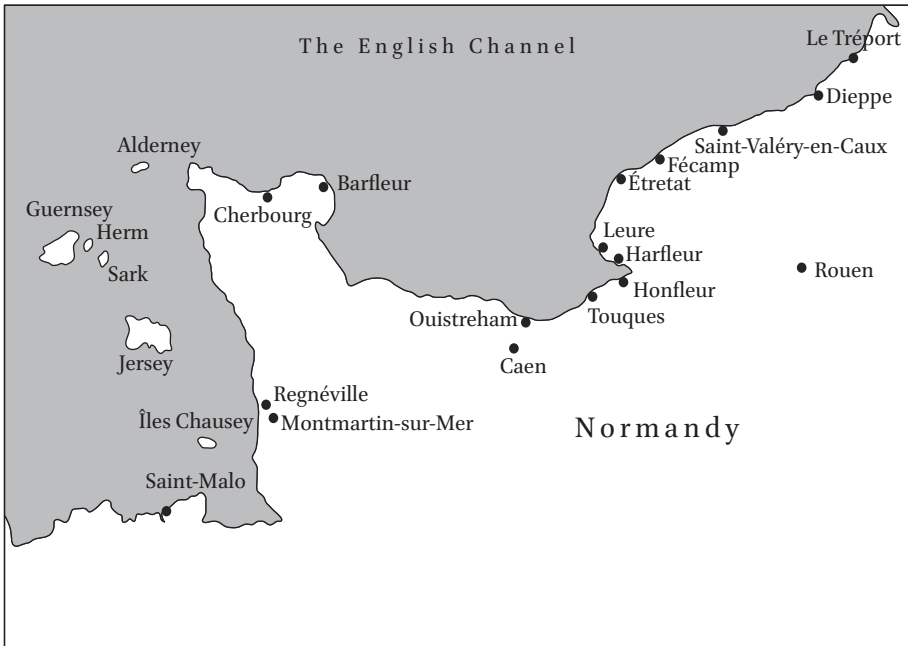 The English Channel
Le Tréport
Dieppe
Saint-Valéry-en-Caux
Fécamp
Étretat
Alderney
Barfleur
Cherbourg
Guernsey
Herm
Sark
Leure
Harfleur
Rouen
Honfleur
Touques
Ouistreham
Caen
Jersey
Regnéville
Îles Chausey
Montmartin-sur-Mer
Normandy
Saint-Malo